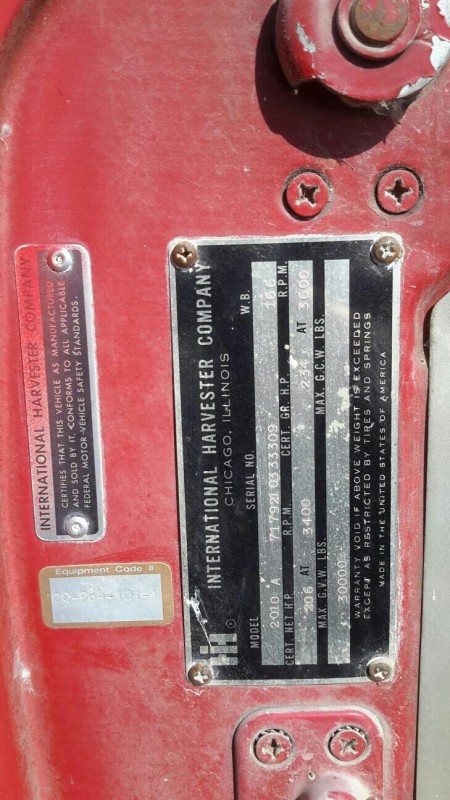 INTERNATIONAL HARVESTER COMPANY
CERTIFIES THAT THIS VEHICLE AS MANUFACTURED
AND SOLD BY IT, CONFORMS TO ALL APPLICABLE
FEDERAL MOTOR VEHICLE SAFETY STANDARDS.
Equipment Code #
IH ® INTERNATIONAL HARVESTER COMPANY
CHICAGO, ILLINOIS
MODEL SERIAL NO. W.B.
2010 A 166
CERT. NET H.P. R.P.M. CERT. GR. H.P. R.P.M.
206 AT 3400 234 AT 3600
MAX. G.V.W. LBS. MAX. G.C.W. LBS.
30000
WARRANTY VOID IF ABOVE WEIGHT IS EXCEEDED
EXCEPT AS RESTRICTED BY TIRES AND SPRINGS
MADE IN THE UNITED STATES OF AMERICA